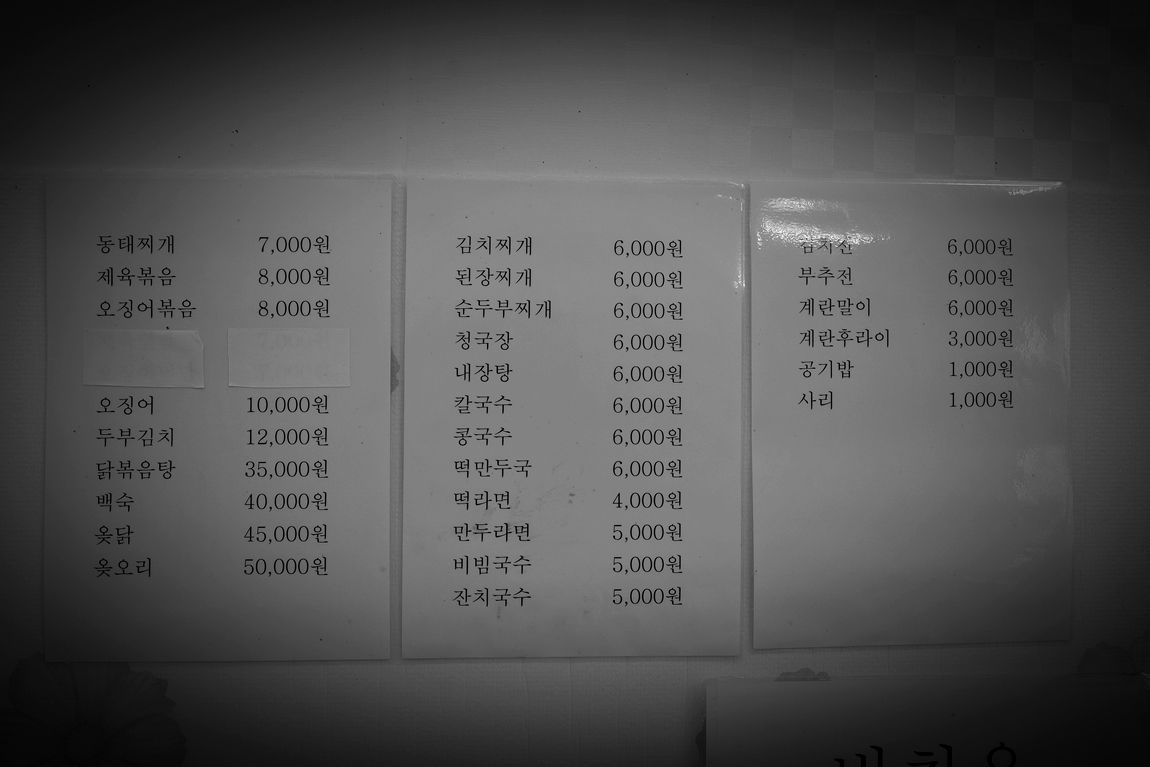 동태찌개 7,000원
제육볶음 8,000원
오징어볶음 8,000원
오징어 10,000원
두부김치 12,000원
닭볶음탕 35,000원
백숙 40,000원
옻닭 45,000원
옻오리 50,000원
김치찌개 6,000원
된장찌개 6,000원
순두부찌개 6,000원
청국장 6,000원
내장탕 6,000원
칼국수 6,000원
콩국수 6,000원
떡만두국 6,000원
떡라면 4,000원
만두라면 5,000원
비빔국수 5,000원
잔치국수 5,000원
김치전 6,000원
부추전 6,000원
계란말이 6,000원
계란후라이 3,000원
공기밥 1,000원
사리 1,000원